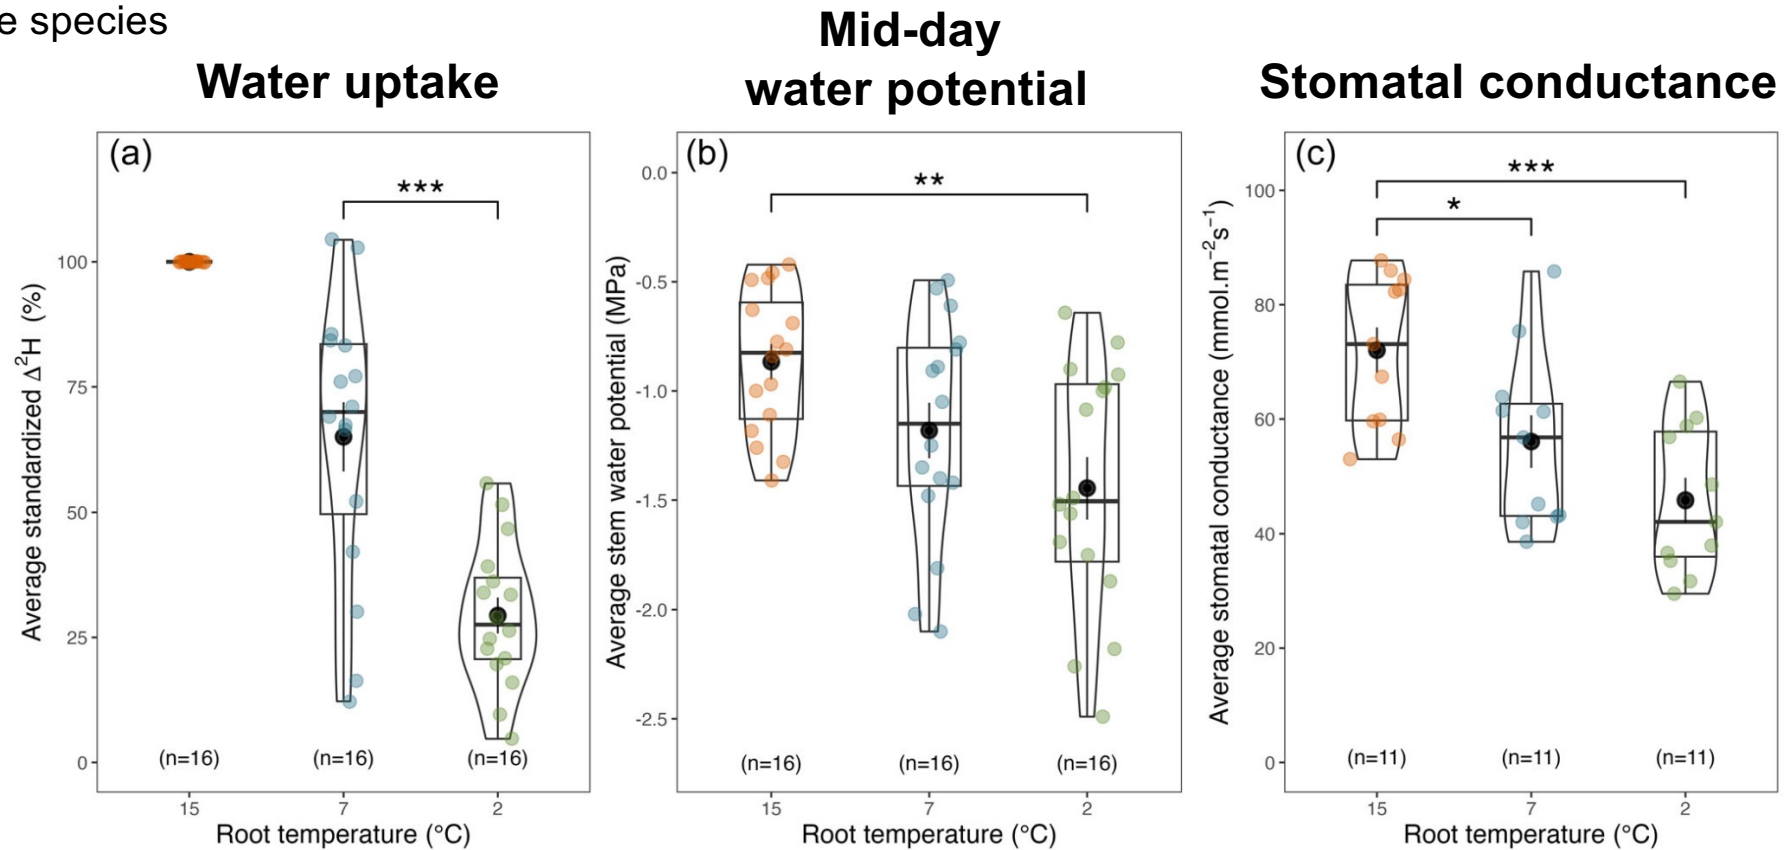 e species
Water uptake
Mid-day
water potential
Stomatal conductance
(a)
***
100
75
50
25
0
Average standardized Δ²H (%)
(n=16)
(n=16)
(n=16)
15
7
2
Root temperature (°C)
(b)
**
0.0
-0.5
-1.0
-1.5
-2.0
-2.5
Average stem water potential (MPa)
(n=16)
(n=16)
(n=16)
15
7
2
Root temperature (°C)
(c)
***
*
100
80
60
40
20
0
Average stomatal conductance (mmol.m⁻²s⁻¹)
(n=11)
(n=11)
(n=11)
15
7
2
Root temperature (°C)